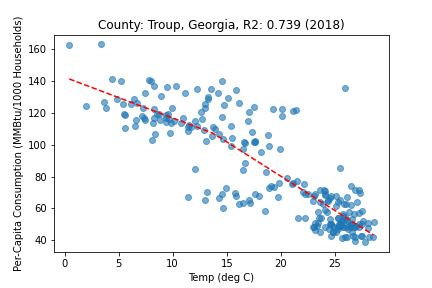 County: Troup, Georgia, R2: 0.739 (2018)
Per-Capita Consumption (MMBtu/1000 Households)
160
140
120
100
80
60
40
0 5 10 15 20 25
Temp (deg C)